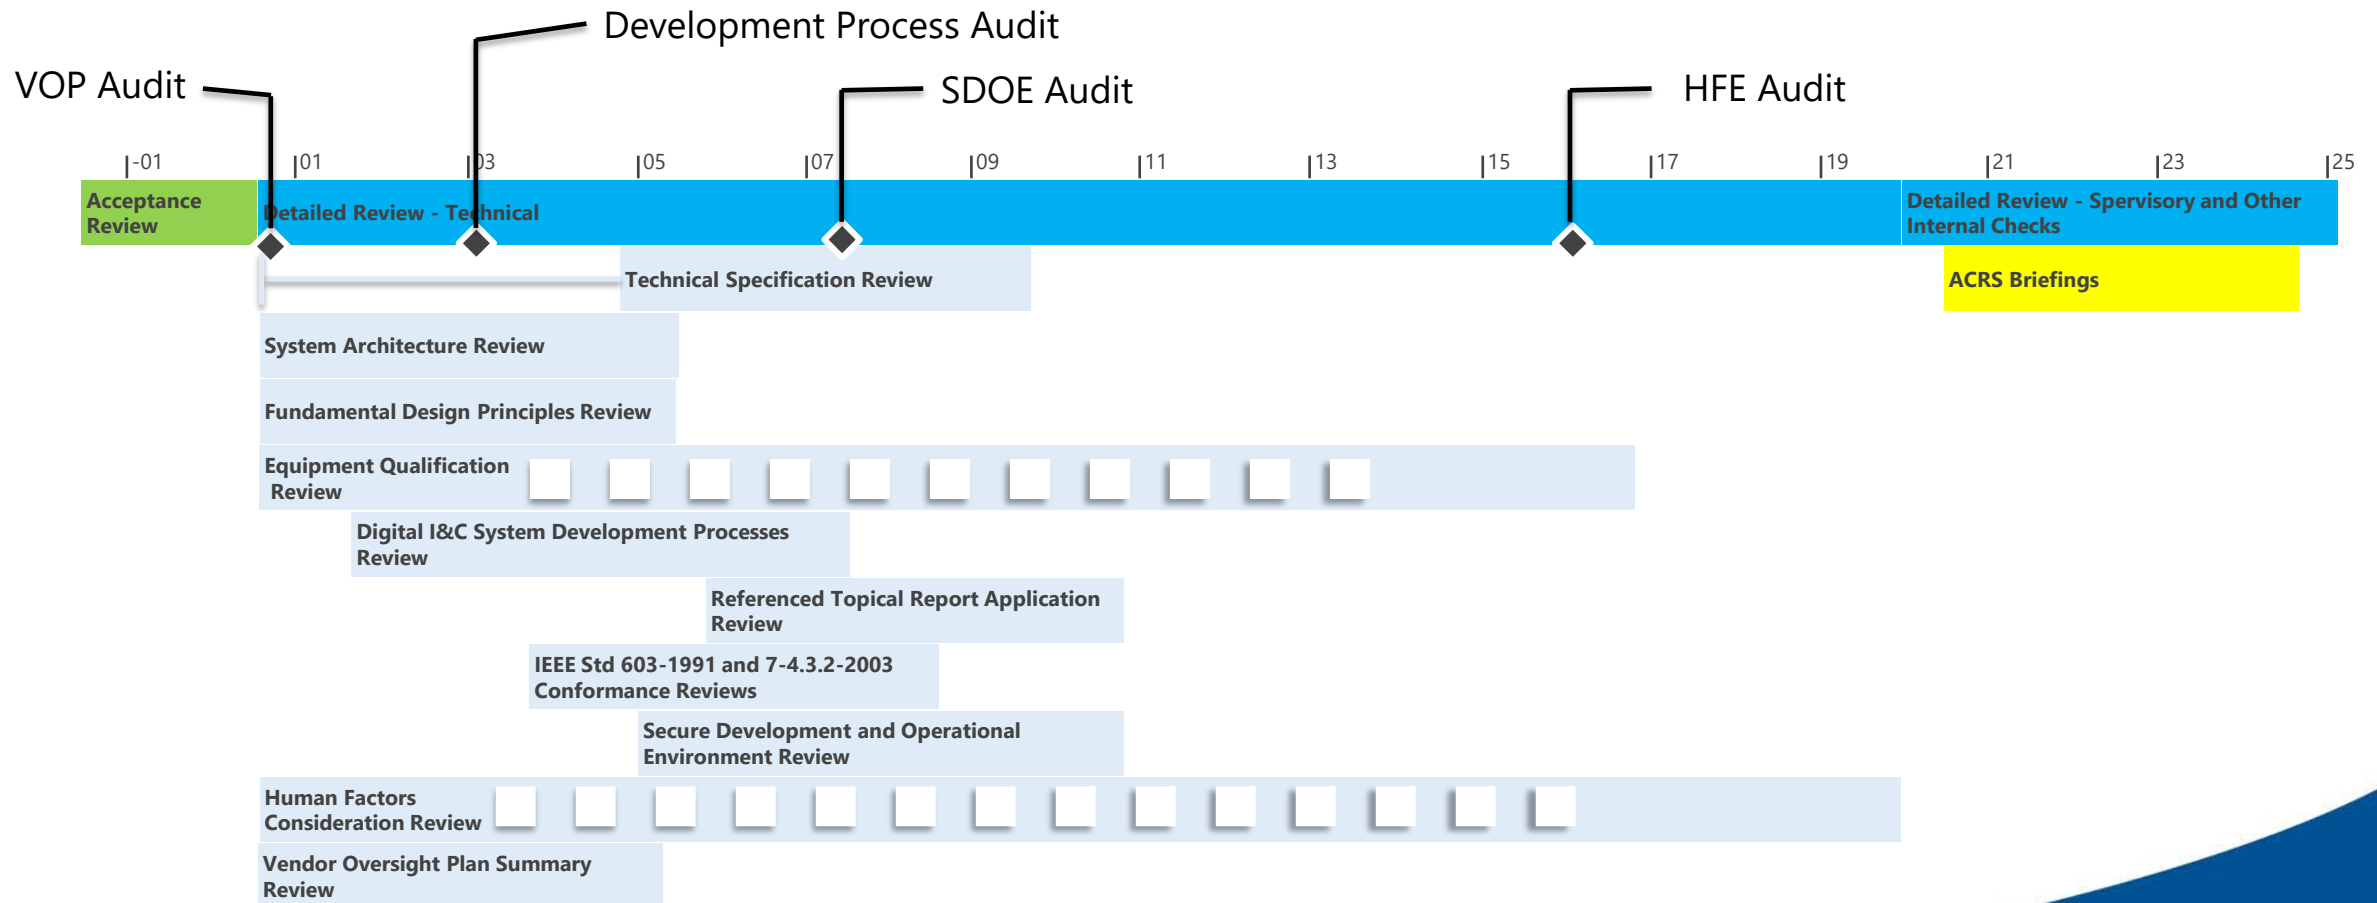 Development Process Audit
VOP Audit
SDOE Audit
HFE Audit
-01
01
03
05
07
09
11
13
15
17
19
21
23
25
Acceptance
Review
Detailed Review - Technical
Detailed Review - Spervisory and Other
Internal Checks
Technical Specification Review
ACRS Briefings
System Architecture Review
Fundamental Design Principles Review
Equipment Qualification
Review
Digital I&C System Development Processes
Review
Referenced Topical Report Application
Review
IEEE Std 603-1991 and 7-4.3.2-2003
Conformance Reviews
Secure Development and Operational
Environment Review
Human Factors
Consideration Review
Vendor Oversight Plan Summary
Review